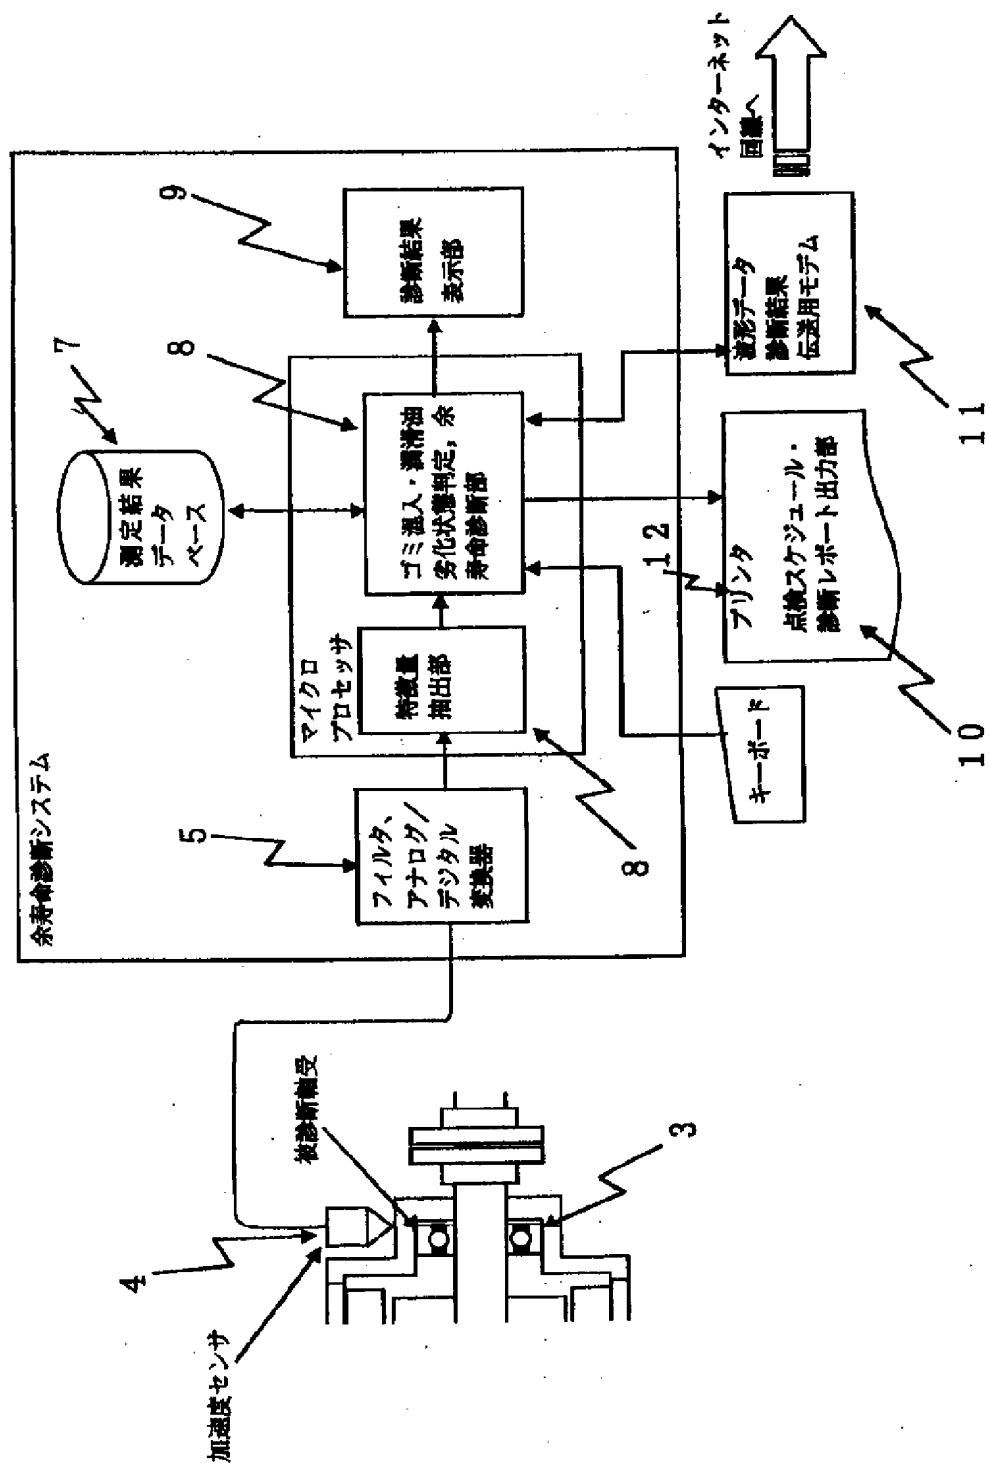 余寿命診断システム
7
測定結果
データ
ベース
8
9
マイクロ
プロセッサ
5
フィルタ、
アナログ／
デジタル
変換器
特徴量
抽出部
ゴミ混入・潤滑油
劣化状態判定，余
寿命診断部
診断結果
表示部
8
4
加速度センサ
被診断軸受
3
キーボード
12
プリンタ
点検スケジュール・
診断レポート出力部
10
波形データ
診断結果
伝送用モデム
11
インターネット
回線へ